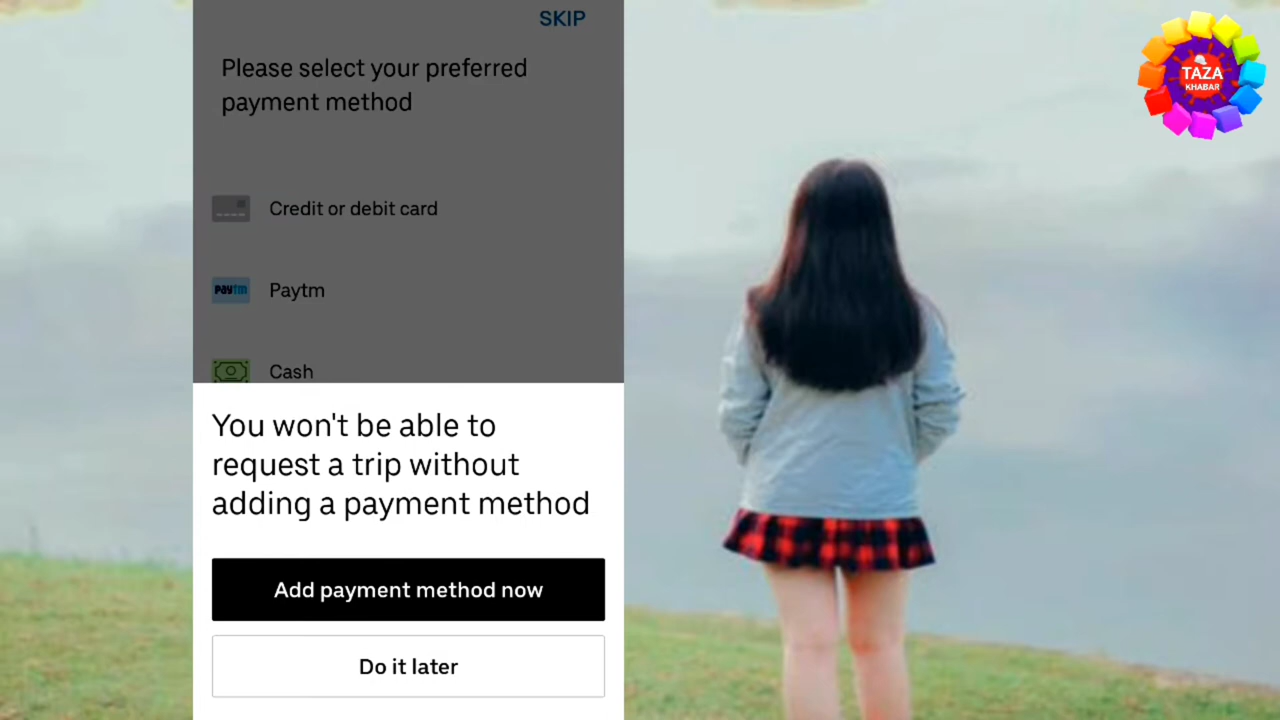 SKIP
Please select your preferred
payment method
Credit or debit card
Paytm
Paytm
Cash
You won't be able to
request a trip without
adding a payment method
Add payment method now
Do it later
TAZA
KHABAR